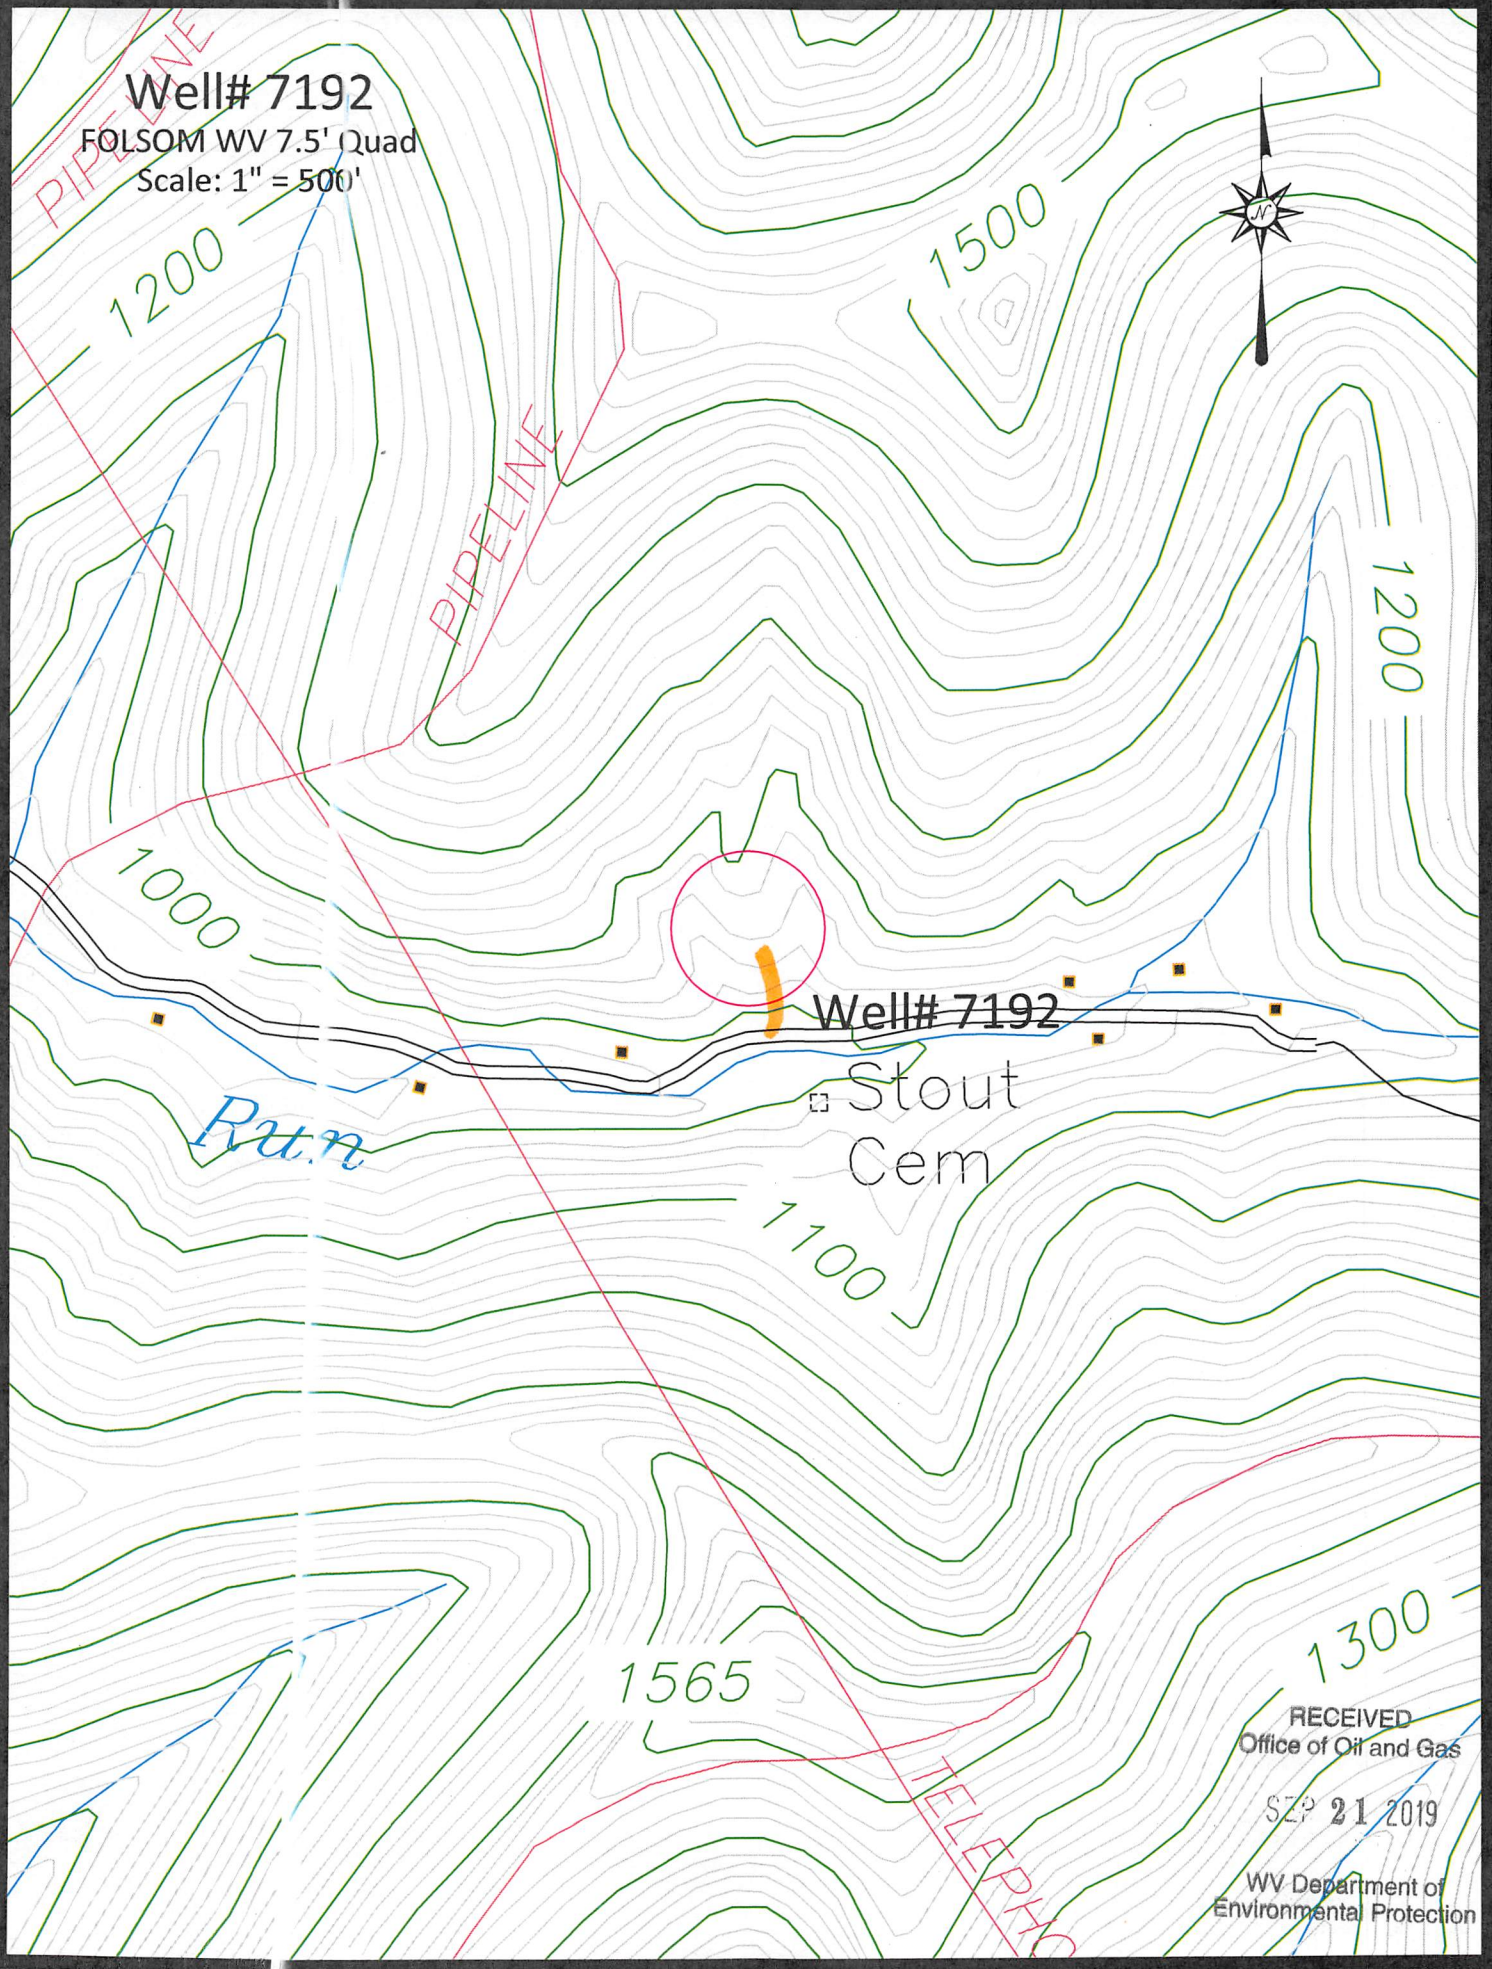 PIPELINE
Well# 7192
FOLSOM WV 7.5' Quad
Scale: 1" = 500'
1200
1500
N
PIPELINE
1200
1000
Well# 7192
Stout
Cem
Run
1100
1565
1300
TELEPHO
RECEIVED
Office of Oil and Gas
SEP 21 2019
WV Department of
Environmental Protection